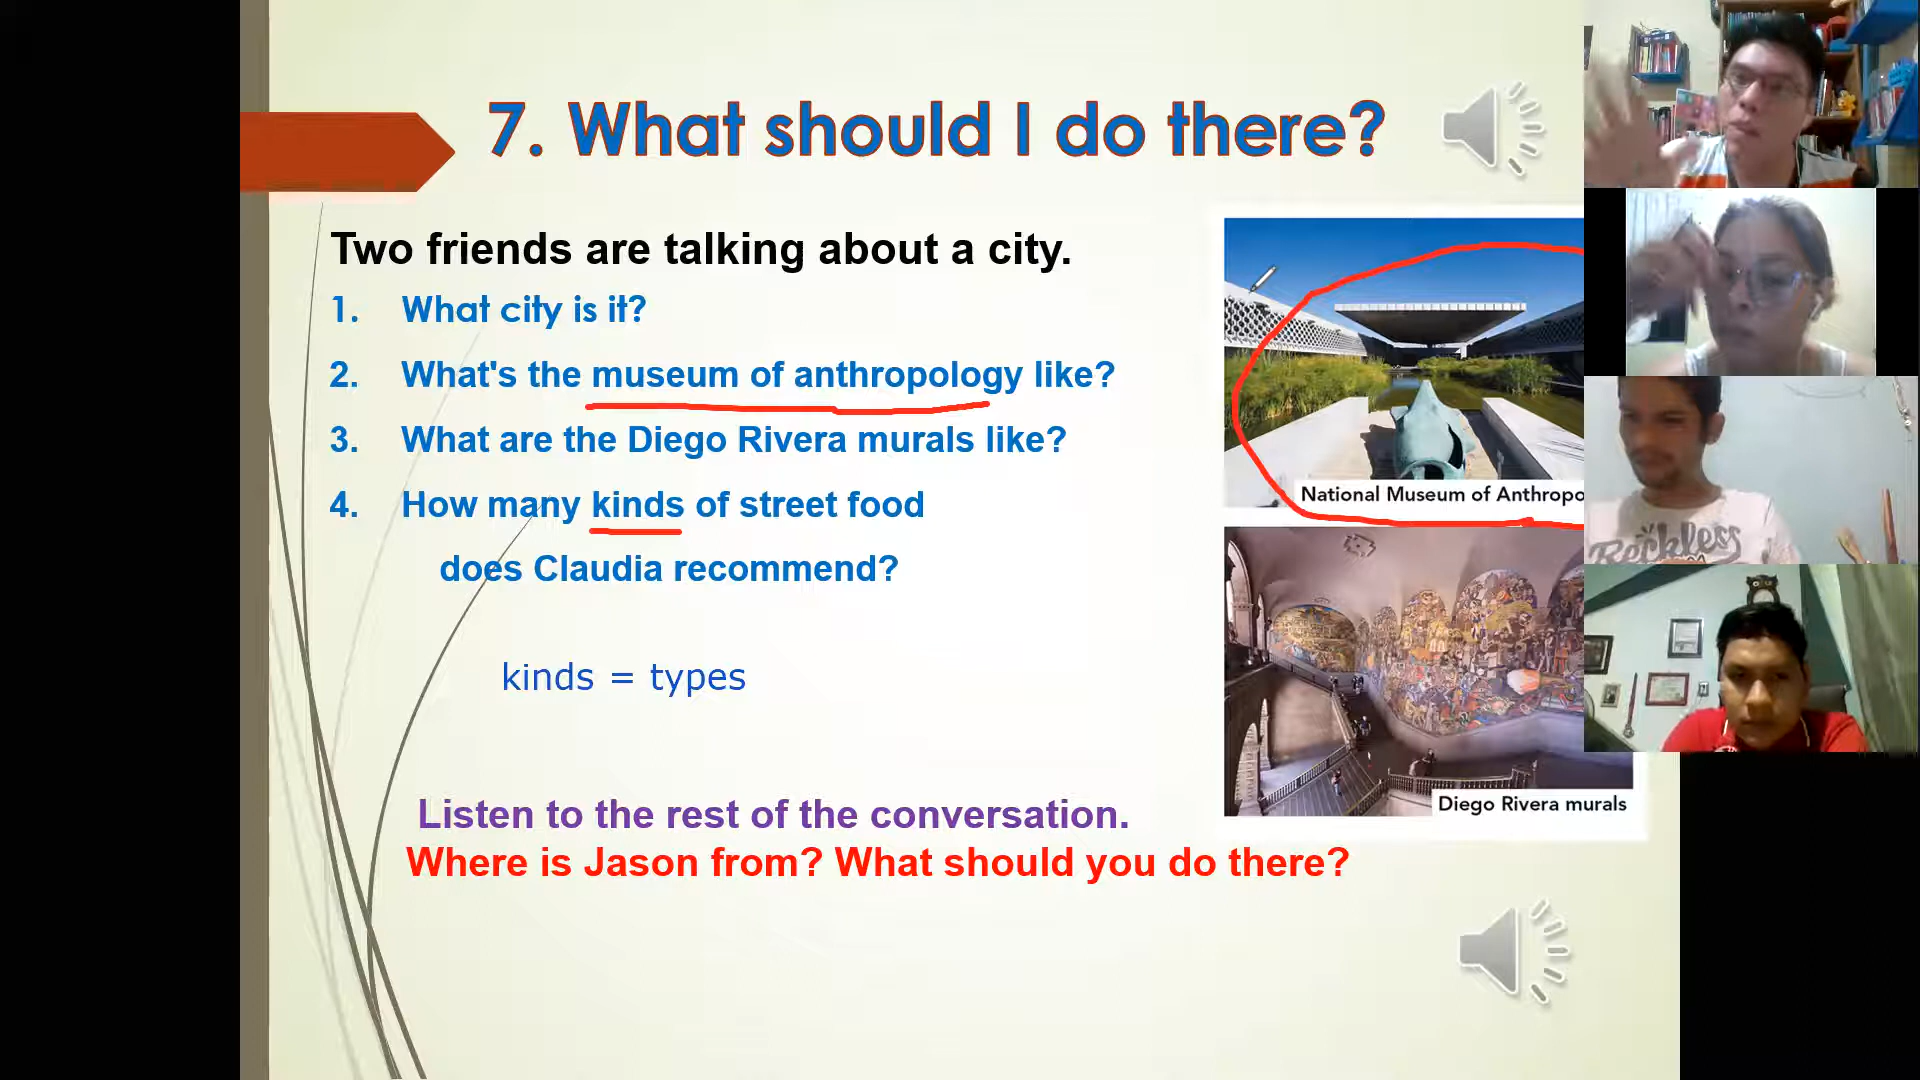 7. What should I do there?
Two friends are talking about a city.
1. What city is it?
2. What's the museum of anthropology like?
3. What are the Diego Rivera murals like?
4. How many kinds of street food
does Claudia recommend?
kinds = types
Listen to the rest of the conversation.
Where is Jason from? What should you do there?
National Museum of Anthropo
Diego Rivera murals
Reckless